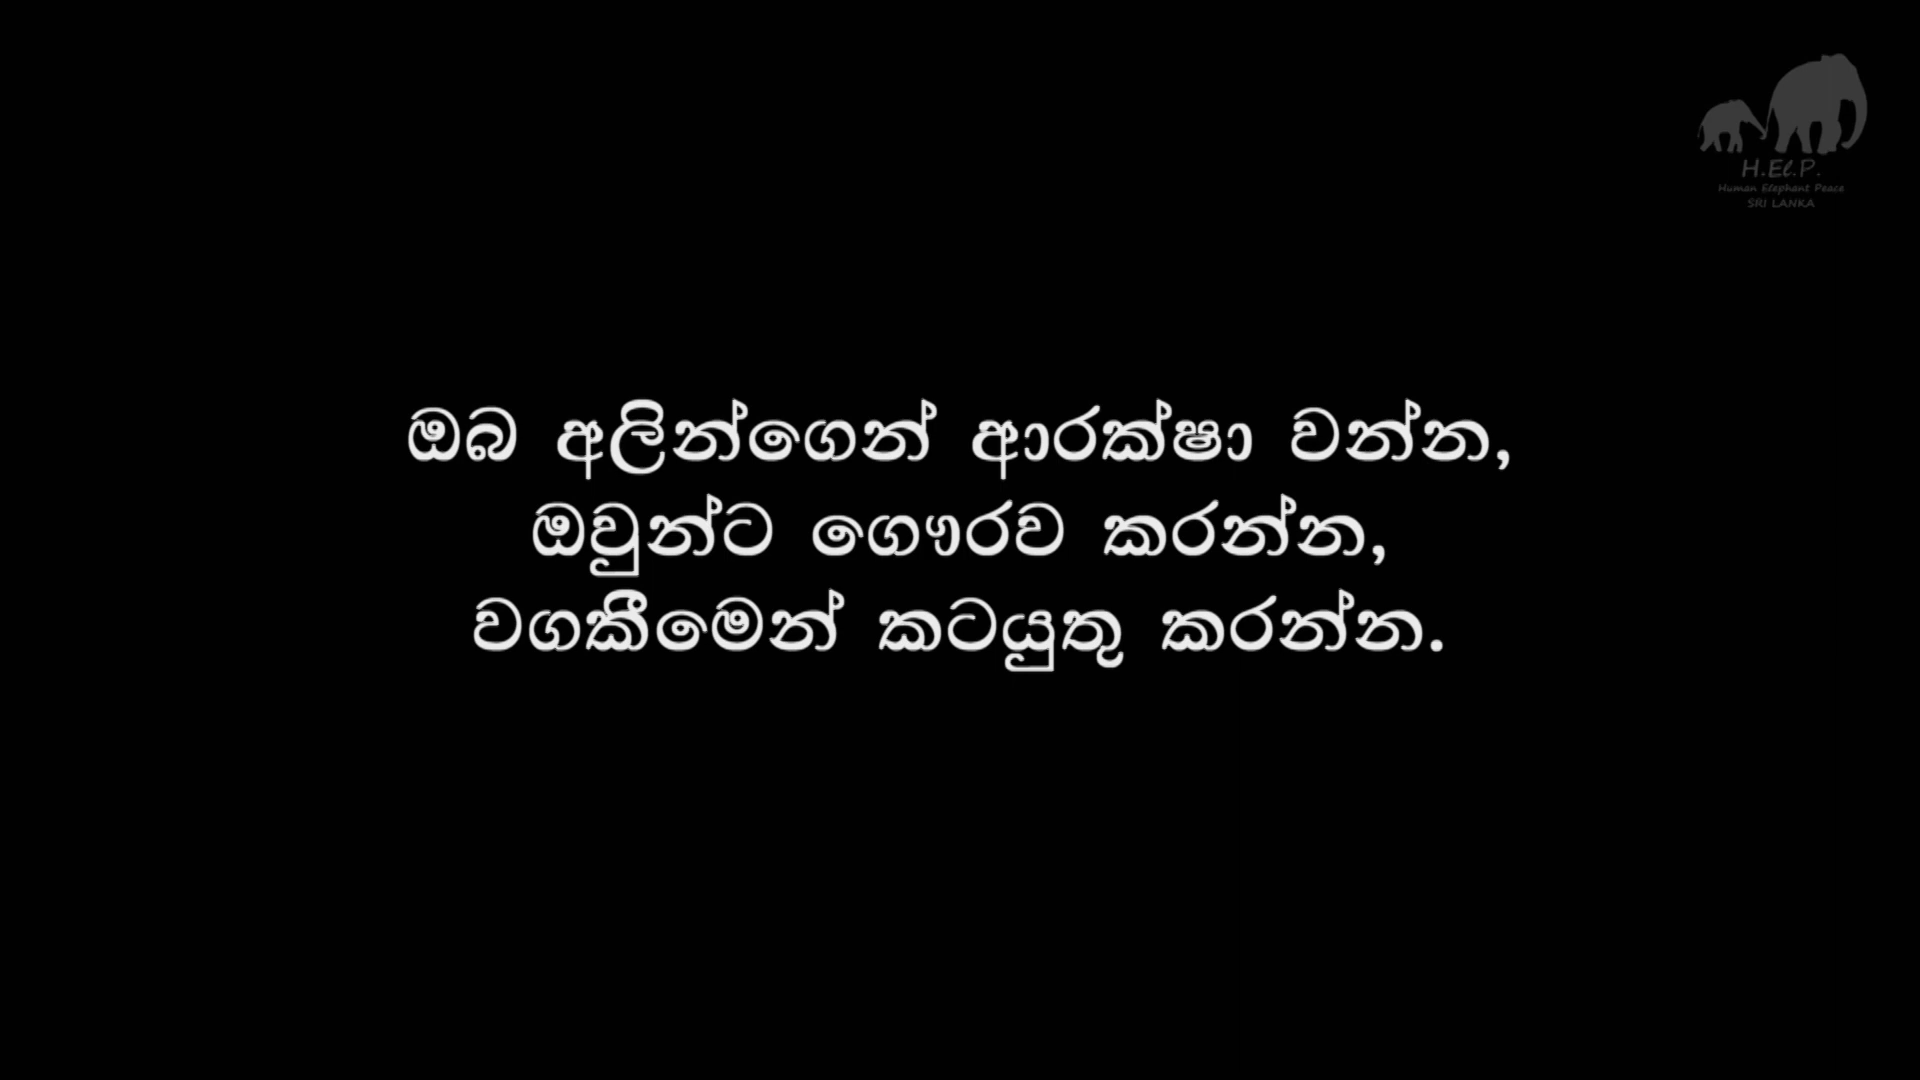 H.El.P.
Human Elephant Peace
SRI LANKA
ඔබ අලින්ගෙන් ආරක්ෂා වන්න,
ඔවුන්ට ගෞරව කරන්න,
වගකීමෙන් කටයුතු කරන්න.